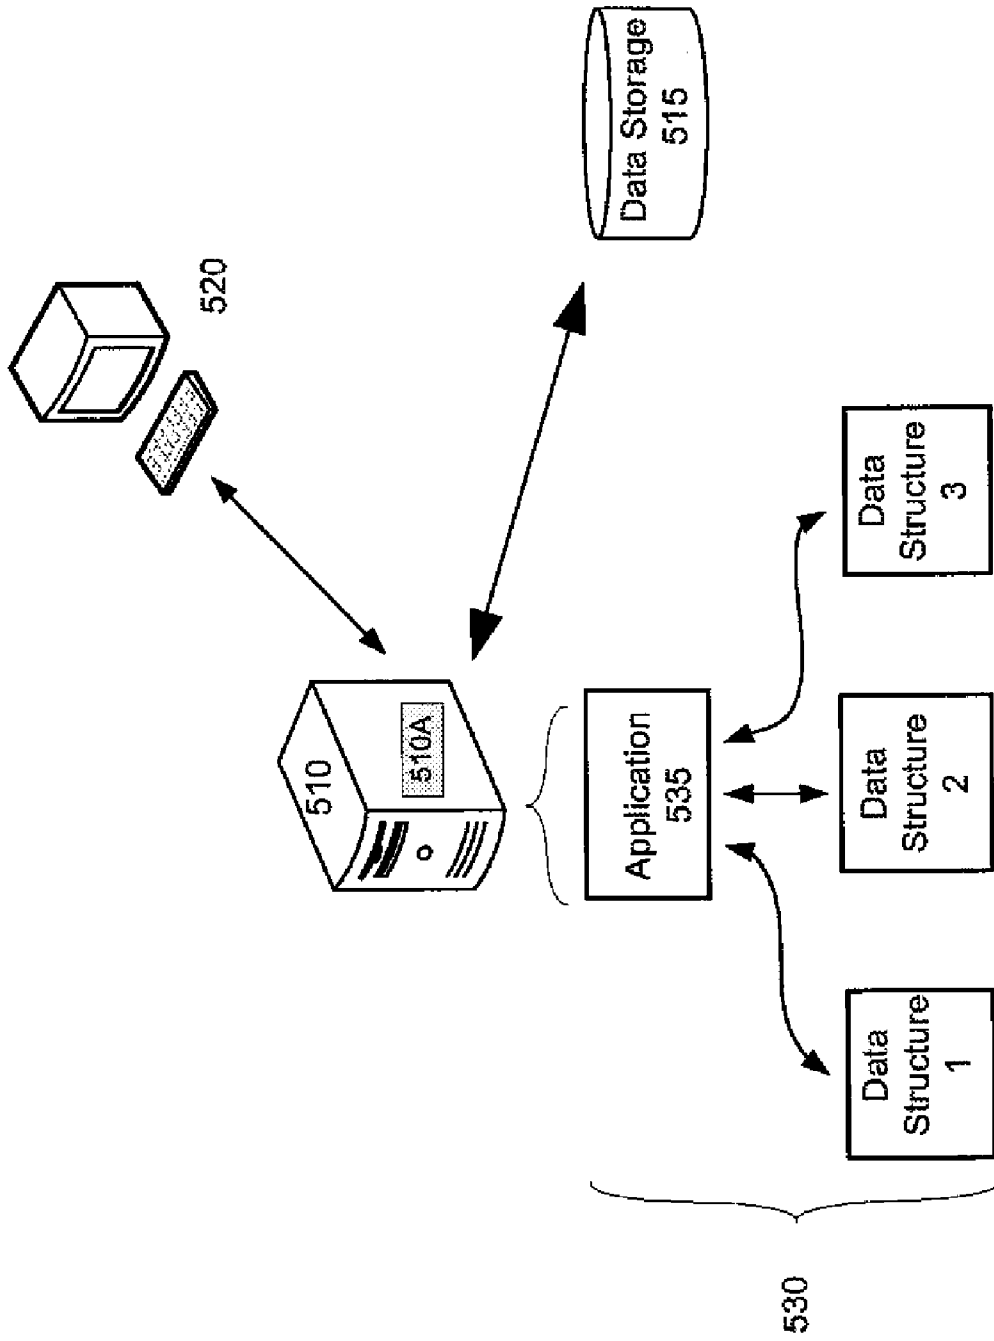 520
510
510A
Data Storage
515
Application
535
Data
Structure
1
Data
Structure
2
Data
Structure
3
530